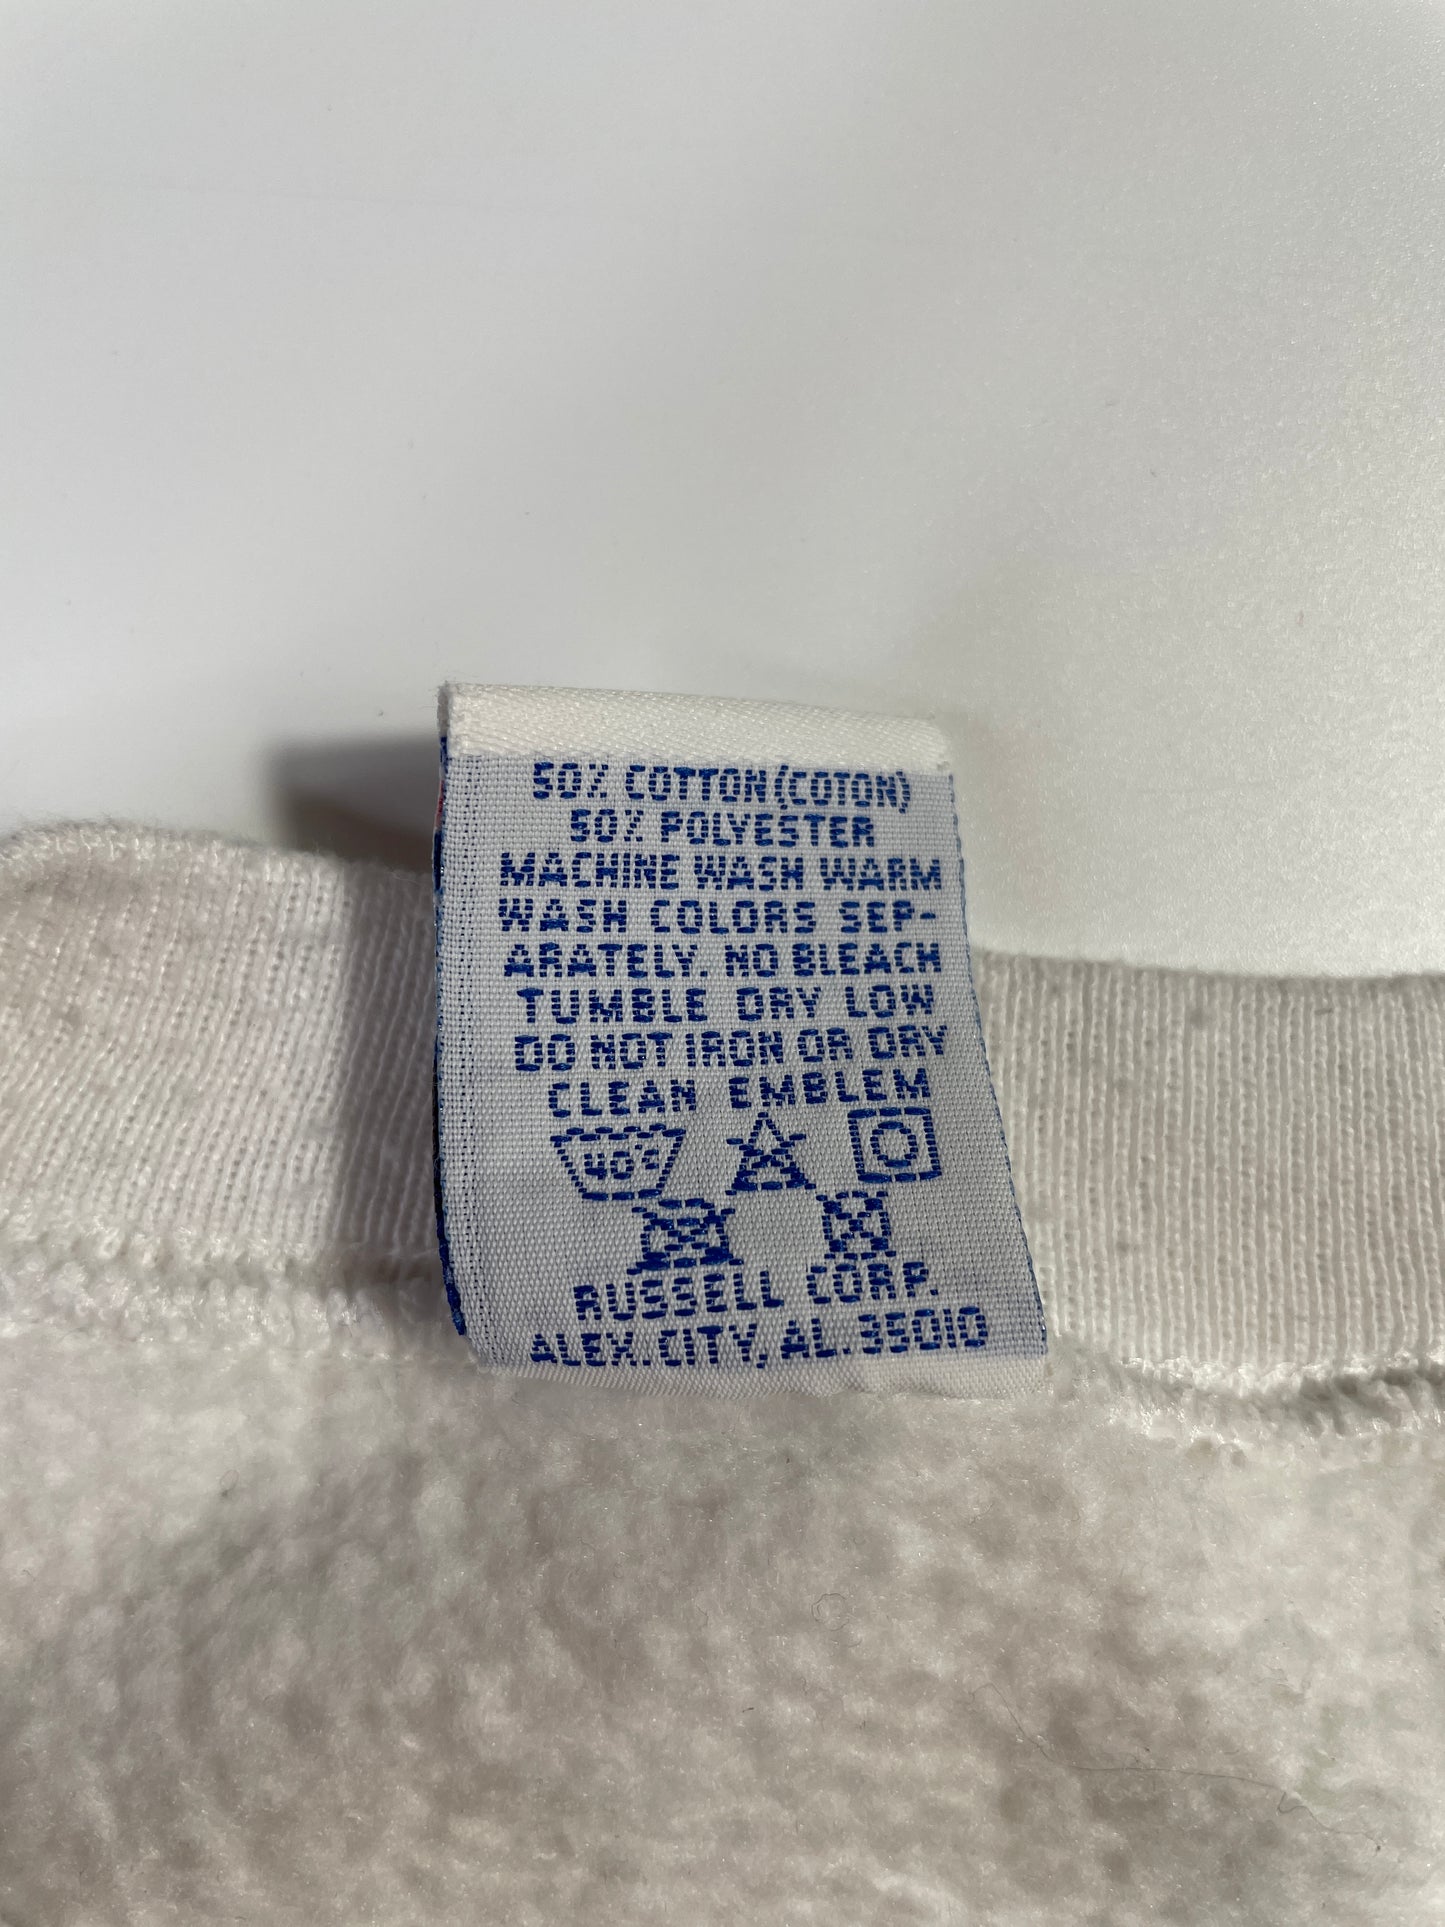 50% COTTON (COTON)
50% POLYESTER
MACHINE WASH WARM
WASH COLORS SEP-
ARATELY. NO BLEACH
TUMBLE DRY LOW
DO NOT IRON OR DRY
CLEAN EMBLEM
40°C
RUSSELL CORP.
ALEX. CITY, AL. 35010